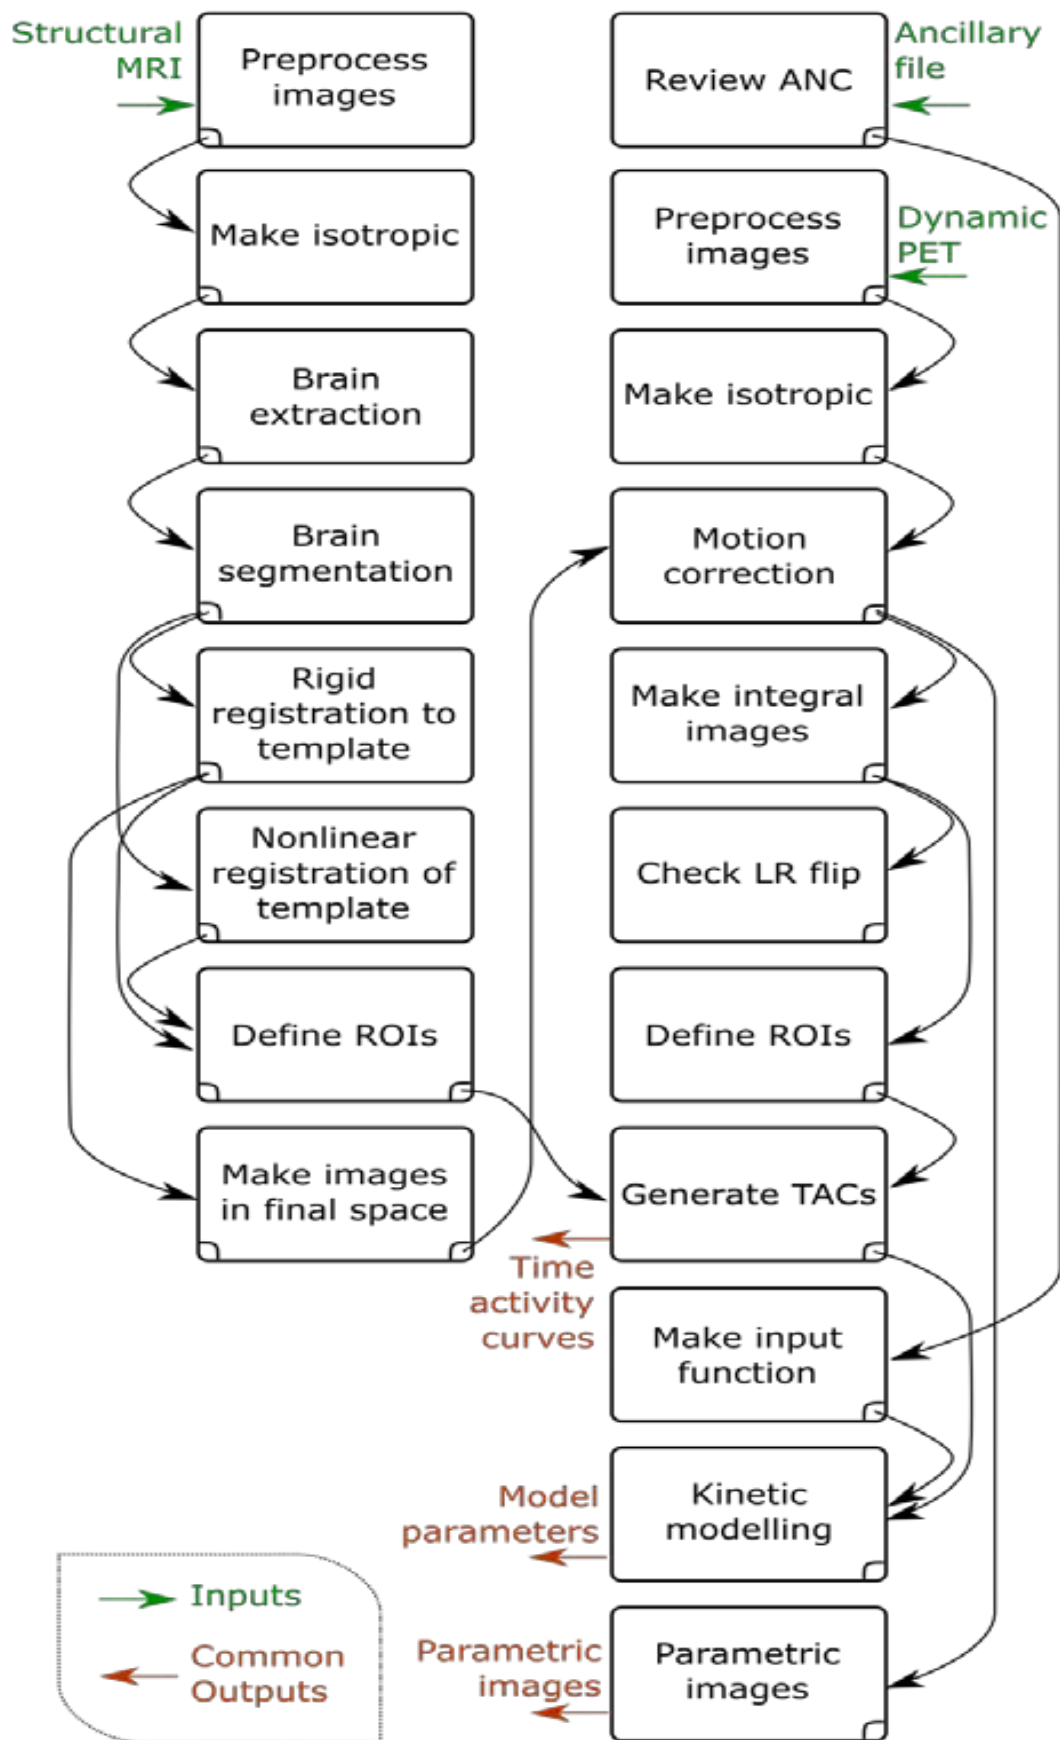 Structural
MRI
Preprocess
images
Make isotropic
Brain
extraction
Brain
segmentation
Rigid
registration to
template
Nonlinear
registration of
template
Define ROIs
Make images
in final space
Review ANC
Ancillary
file
Preprocess
images
Dynamic
PET
Make isotropic
Motion
correction
Make integral
images
Check LR flip
Define ROIs
Generate TACs
Time
activity
curves
Make input
function
Kinetic
modelling
Model
parameters
Parametric
images
Parametric
images
Inputs
Common
Outputs